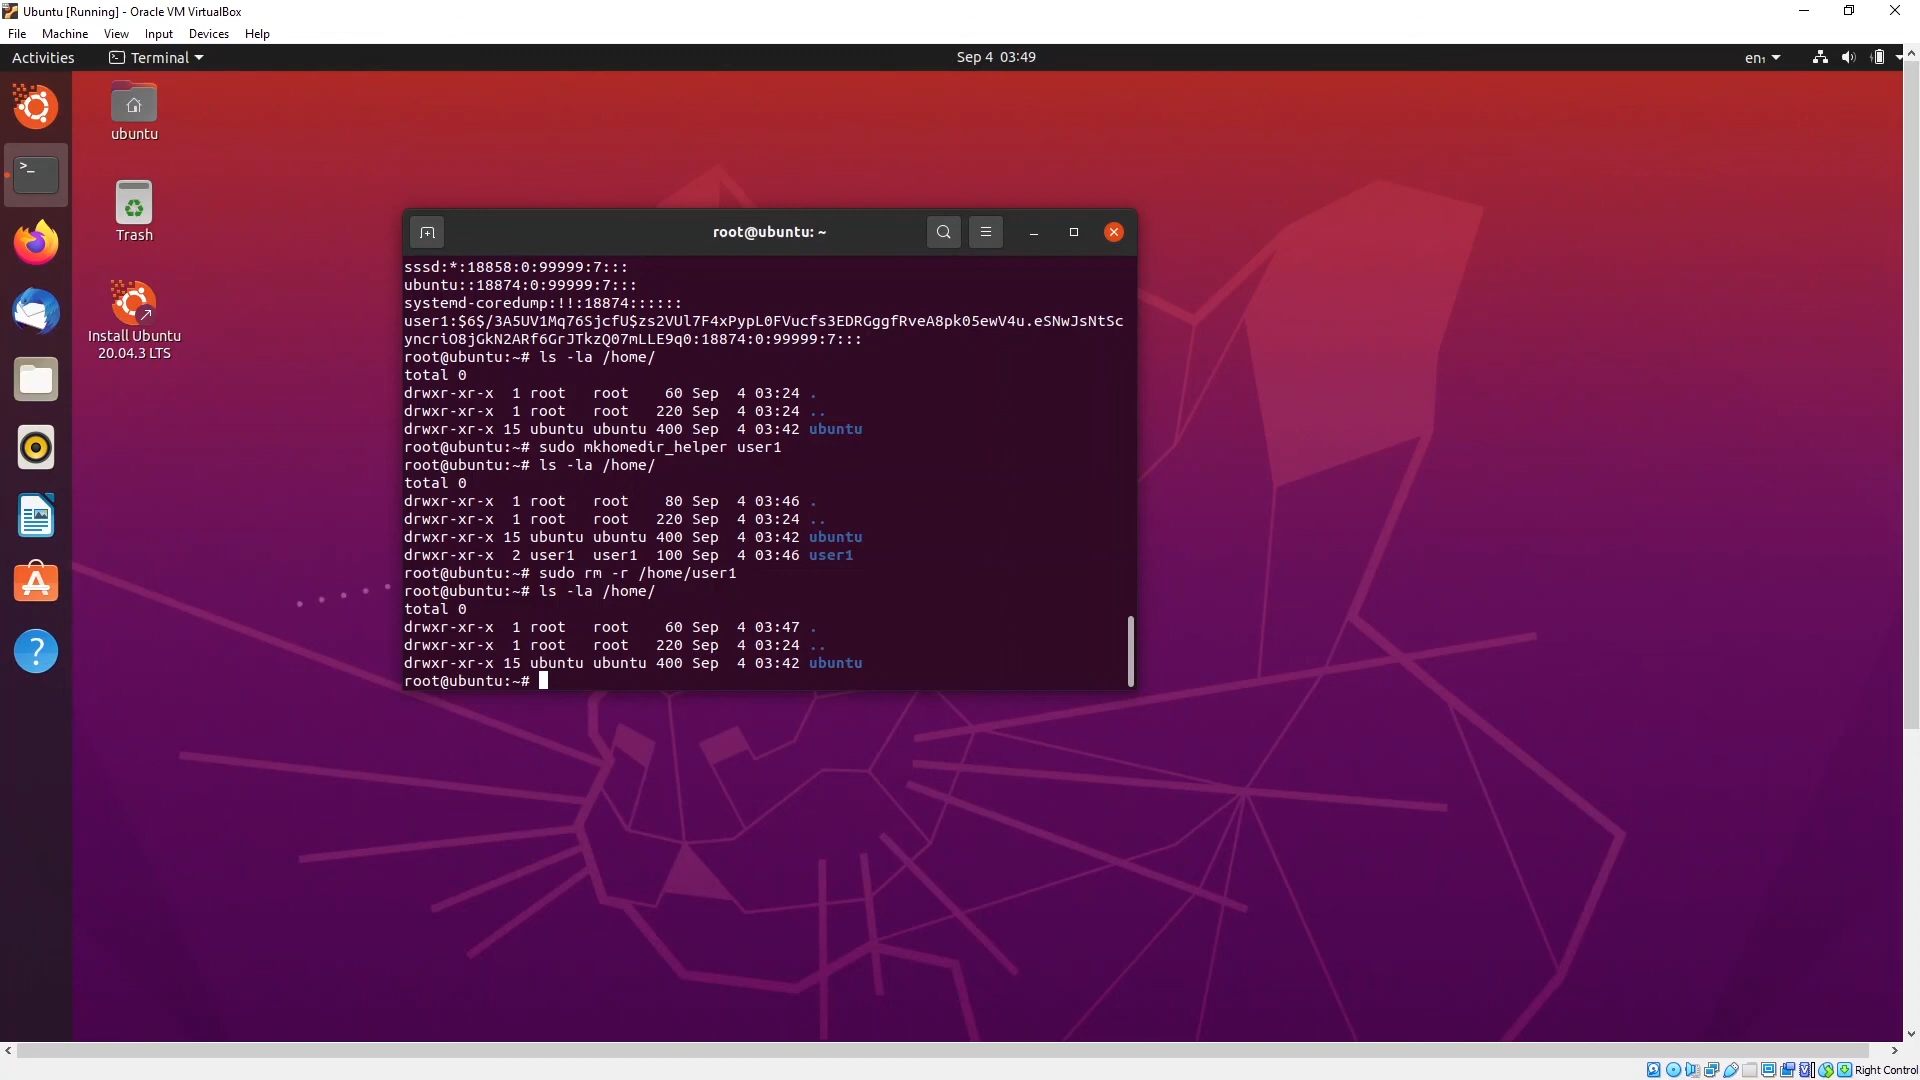 Ubuntu [Running] - Oracle VM VirtualBox
File Machine View Input Devices Help
Activities Terminal Sep 4 03:49 en₁
ubuntu
Trash
Install Ubuntu
20.04.3 LTS
root@ubuntu: ~
sssd:*:18858:0:99999:7:::
ubuntu::18874:0:99999:7:::
systemd-coredump:!!:18874::::::
user1:$6$/3A5UV1Mq76SjcfU$zs2VUl7F4xPypL0FVucfs3EDRGggfRveA8pk05ewV4u.eSNwJsNtSc
yncriO8jGkN2ARf6GrJTkzQ07mLLE9q0:18874:0:99999:7:::
root@ubuntu:~# ls -la /home/
total 0
drwxr-xr-x 1 root root 60 Sep 4 03:24 .
drwxr-xr-x 1 root root 220 Sep 4 03:24 ..
drwxr-xr-x 15 ubuntu ubuntu 400 Sep 4 03:42 ubuntu
root@ubuntu:~# sudo mkhomedir_helper user1
root@ubuntu:~# ls -la /home/
total 0
drwxr-xr-x 1 root root 80 Sep 4 03:46 .
drwxr-xr-x 1 root root 220 Sep 4 03:24 ..
drwxr-xr-x 15 ubuntu ubuntu 400 Sep 4 03:42 ubuntu
drwxr-xr-x 2 user1 user1 100 Sep 4 03:46 user1
root@ubuntu:~# sudo rm -r /home/user1
root@ubuntu:~# ls -la /home/
total 0
drwxr-xr-x 1 root root 60 Sep 4 03:47 .
drwxr-xr-x 1 root root 220 Sep 4 03:24 ..
drwxr-xr-x 15 ubuntu ubuntu 400 Sep 4 03:42 ubuntu
root@ubuntu:~#
Right Control